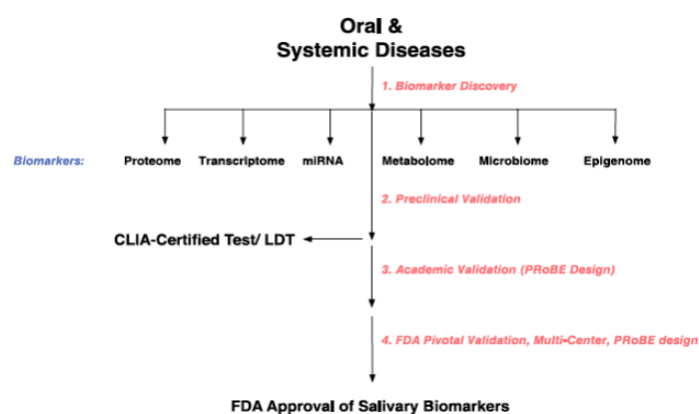 Oral &
Systemic Diseases
1. Biomarker Discovery
Biomarkers: Proteome Transcriptome miRNA Metabolome Microbiome Epigenome
2. Preclinical Validation
CLIA-Certified Test/ LDT
3. Academic Validation (PRoBE Design)
4. FDA Pivotal Validation, Multi-Center, PRoBE design
FDA Approval of Salivary Biomarkers